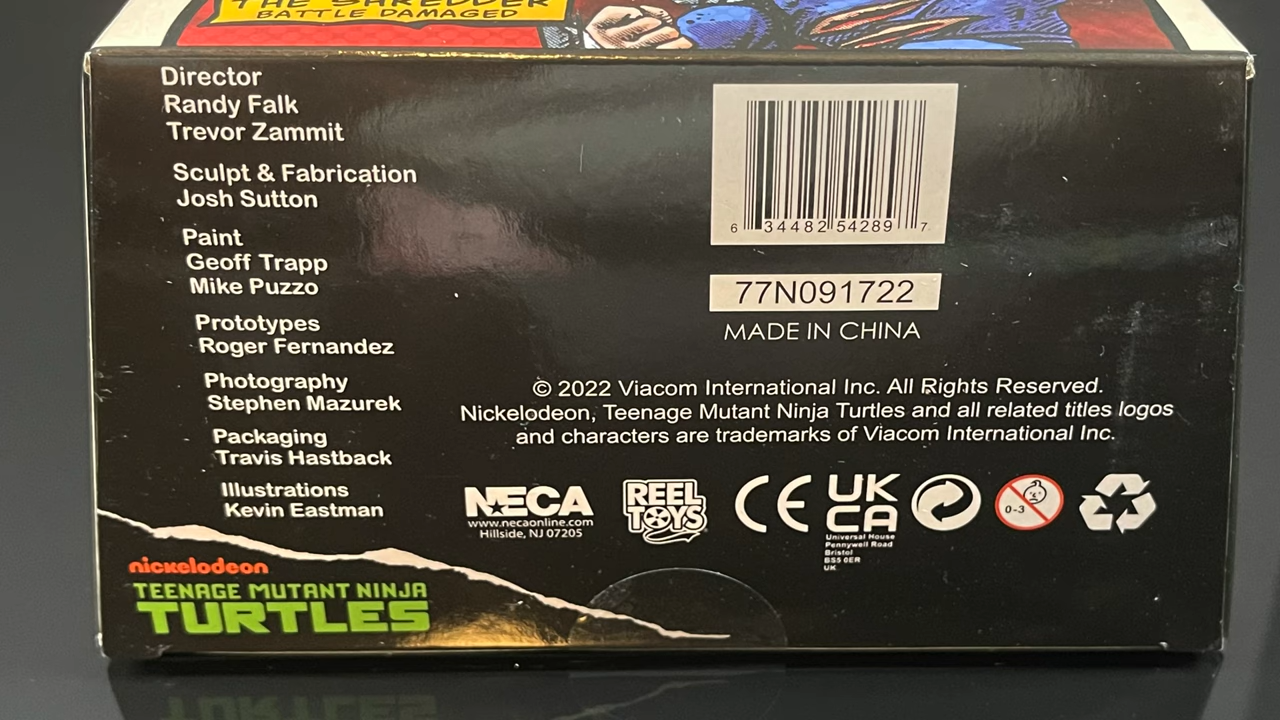 THE SHREDDER
BATTLE DAMAGED
Director
Randy Falk
Trevor Zammit
Sculpt & Fabrication
Josh Sutton
Paint
Geoff Trapp
Mike Puzzo
Prototypes
Roger Fernandez
Photography
Stephen Mazurek
Packaging
Travis Hastback
Illustrations
Kevin Eastman
nickelodeon
TEENAGE MUTANT NINJA
TURTLES
6 34482 54289 7
77N091722
MADE IN CHINA
© 2022 Viacom International Inc. All Rights Reserved.
Nickelodeon, Teenage Mutant Ninja Turtles and all related titles logos
and characters are trademarks of Viacom International Inc.
NECA
www.necaonline.com
Hillside, NJ 07205
REEL
TOYS
CE
UK
CA
Universal House
Pennywell Road
Bristol
BS5 0ER
UK
0-3